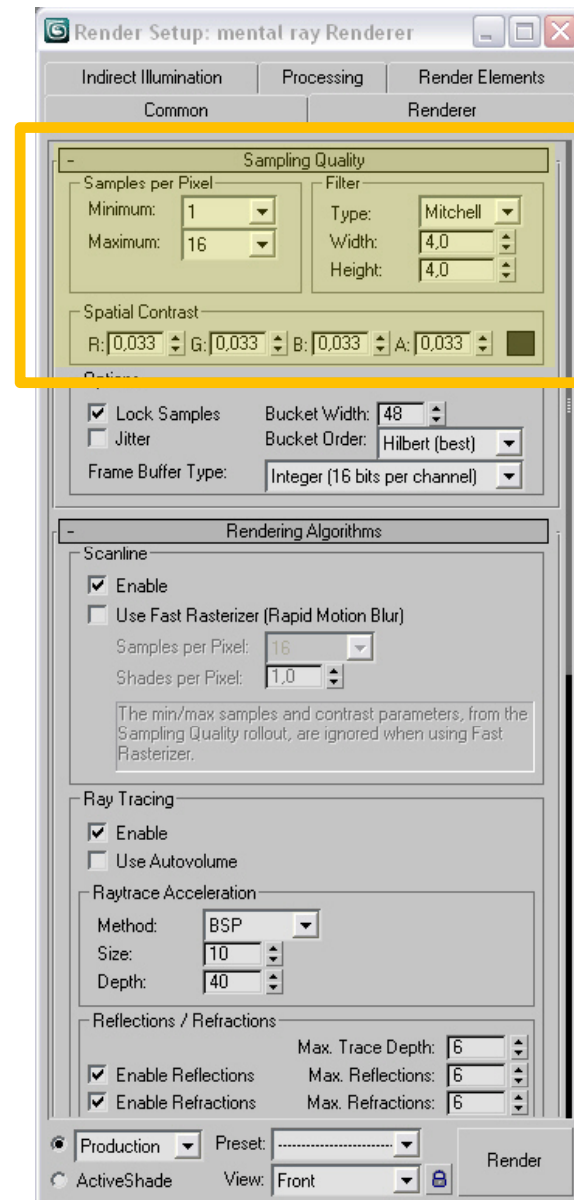 Render Setup: mental ray Renderer
Indirect Illumination Processing Render Elements
Common Renderer
- Sampling Quality
Samples per Pixel Filter
Minimum: 1 Type: Mitchell
Maximum: 16 Width: 4,0
Height: 4,0
Spatial Contrast
R: 0,033 G: 0,033 B: 0,033 A: 0,033
Options
Lock Samples Bucket Width: 48
Jitter Bucket Order: Hilbert (best)
Frame Buffer Type: Integer (16 bits per channel)
- Rendering Algorithms
Scanline
Enable
Use Fast Rasterizer (Rapid Motion Blur)
Samples per Pixel: 16
Shades per Pixel: 1,0
The min/max samples and contrast parameters, from the
Sampling Quality rollout, are ignored when using Fast
Rasterizer.
Ray Tracing
Enable
Use Autovolume
Raytrace Acceleration
Method: BSP
Size: 10
Depth: 40
Reflections / Refractions
Max. Trace Depth: 6
Enable Reflections Max. Reflections: 6
Enable Refractions Max. Refractions: 6
Production Preset: -------------------------
ActiveShade View: Front
Render